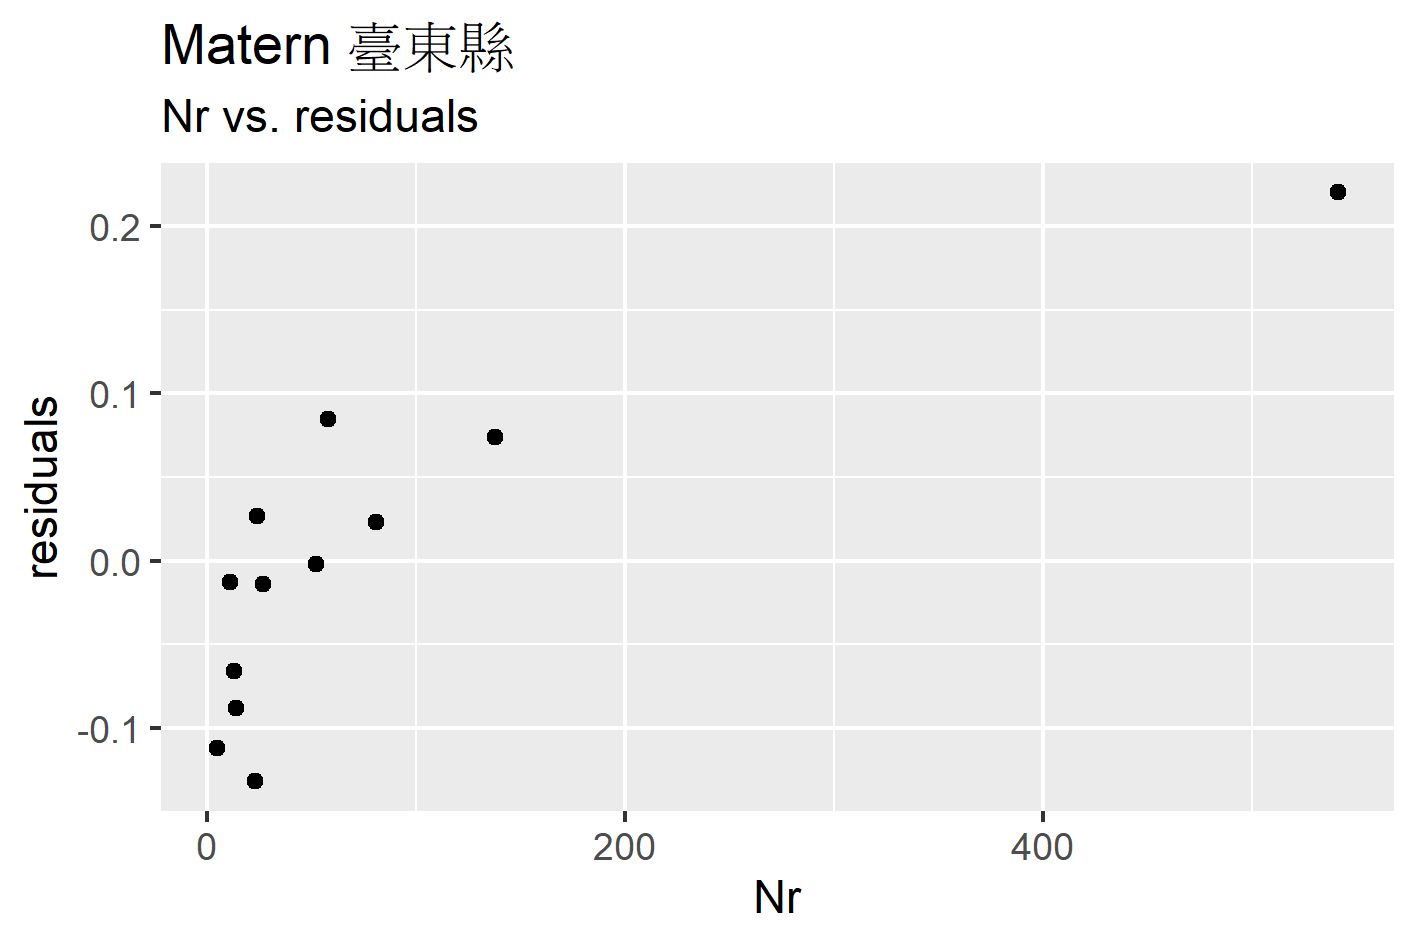 Matern 臺東縣
Nr vs. residuals
0.2
0.1
0.0
-0.1
residuals
0 200 400
Nr